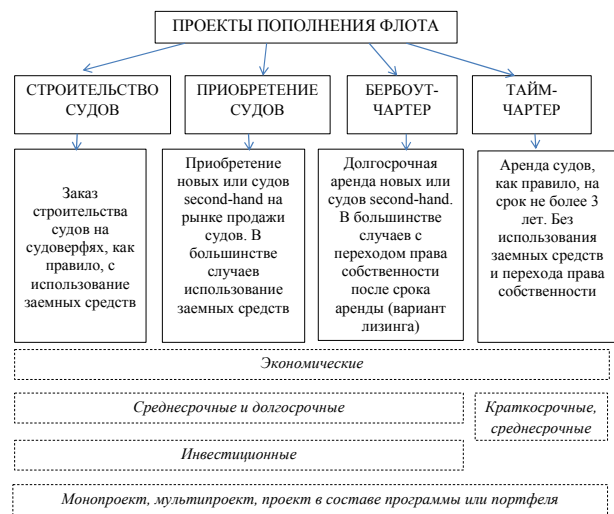 ПРОЕКТЫ ПОПОЛНЕНИЯ ФЛОТА
СТРОИТЕЛЬСТВО
СУДОВ
ПРИОБРЕТЕНИЕ
СУДОВ
БЕРБОУТ-
ЧАРТЕР
ТАЙМ-
ЧАРТЕР
Заказ
строительства
судов на
судоверфях, как
правило, с
использование
заемных средств
Приобретение
новых или судов
second-hand на
рынке продажи
судов. В
большинстве
случаев
использование
заемных средств
Долгосрочная
аренда новых или
судов second-hand.
В большинстве
случаев с
переходом права
собственности
после срока
аренды (вариант
лизинга)
Аренда судов,
как правило, на
срок не более 3
лет. Без
использования
заемных средств
и перехода права
собственности
Экономические
Среднесрочные и долгосрочные
Краткосрочные,
среднесрочные
Инвестиционные
Монопроект, мультипроект, проект в составе программы или портфеля